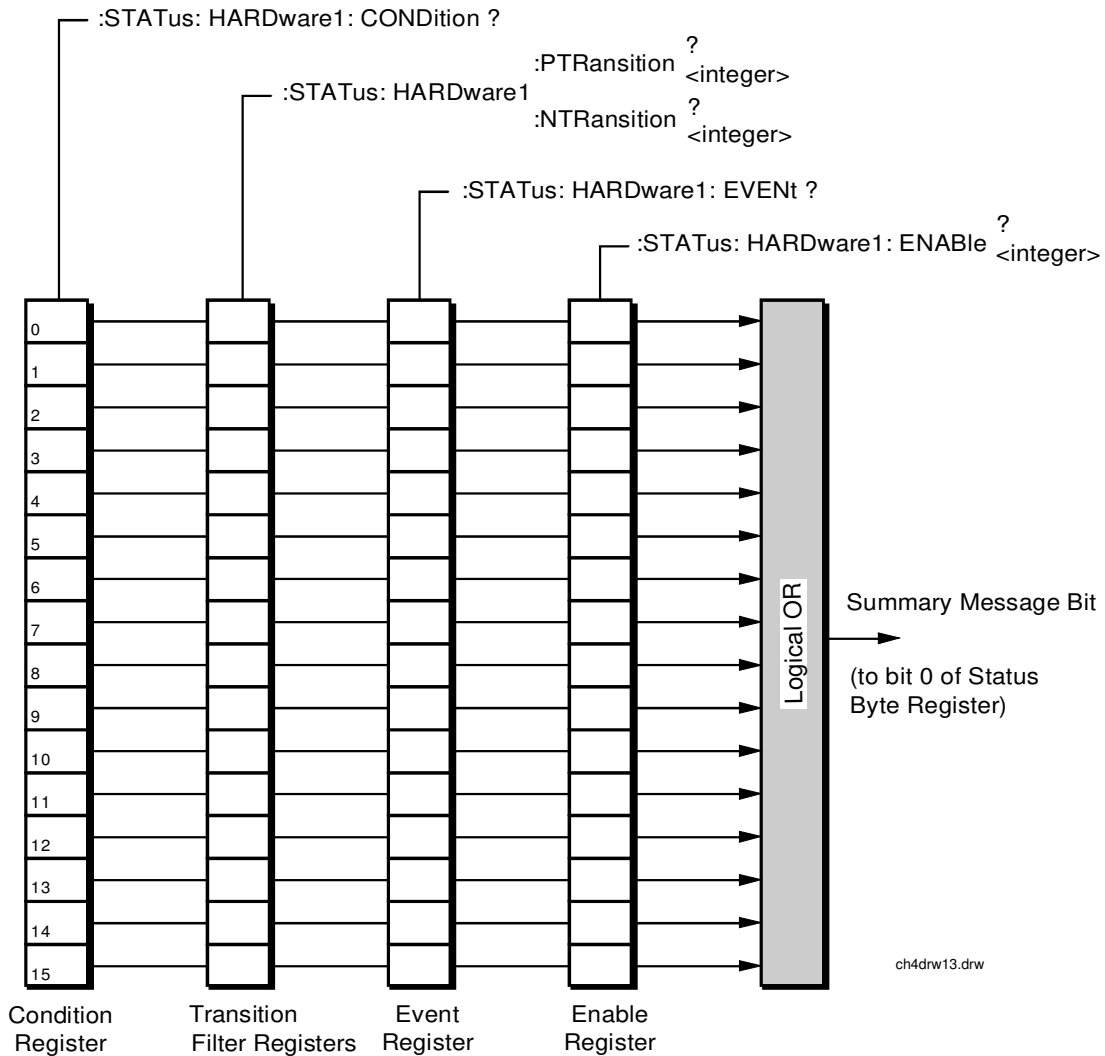 :STATus: HARDware1: CONDition ?
?
:PTRansition
<integer>
:STATus: HARDware1
?
:NTRansition
<integer>
:STATus: HARDware1: EVENt ?
?
:STATus: HARDware1: ENABle
<integer>
0
1
2
3
4
5
6
7
8
9
10
11
12
13
14
15
Logical OR
Summary Message Bit
(to bit 0 of Status
Byte Register)
ch4drw13.drw
Condition
Register
Transition
Filter Registers
Event
Register
Enable
Register